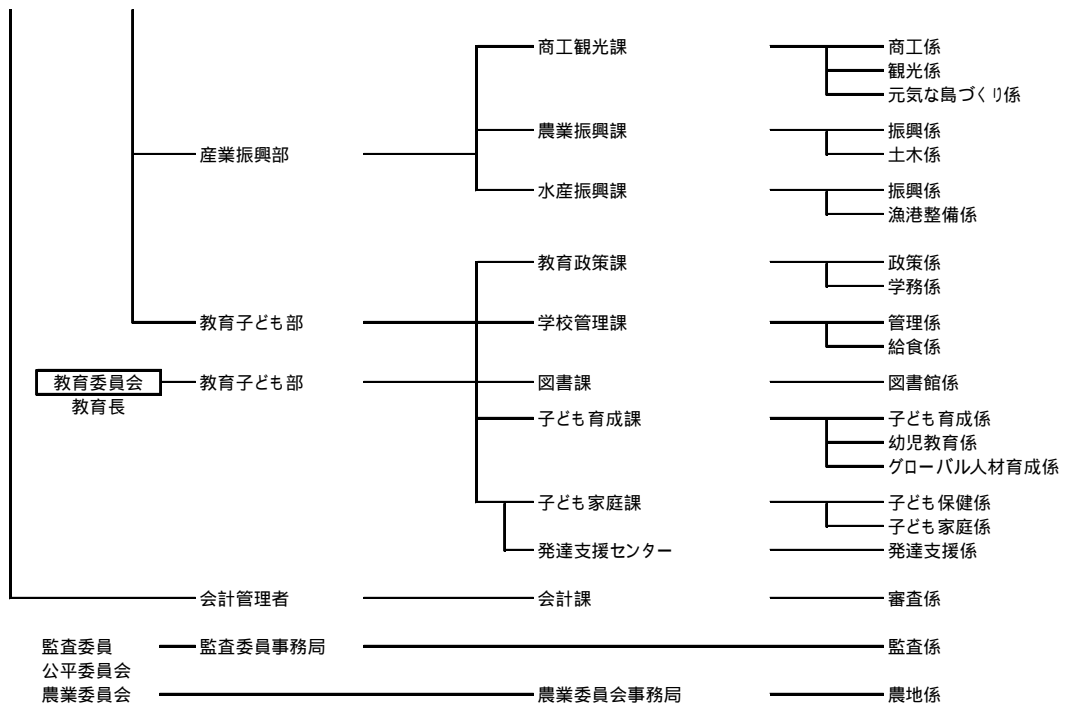 商工観光課 商工係
観光係
元気な島づくり係
農業振興課 振興係
産業振興部 土木係
水産振興課 振興係
漁港整備係
教育政策課 政策係
学務係
教育子ども部 学校管理課 管理係
給食係
教育委員会 教育子ども部 図書課 図書館係
教育長 子ども育成課 子ども育成係
幼児教育係
グローバル人材育成係
子ども家庭課 子ども保健係
子ども家庭係
発達支援センター 発達支援係
会計管理者 会計課 審査係
監査委員 監査委員事務局 監査係
公平委員会
農業委員会 農業委員会事務局 農地係